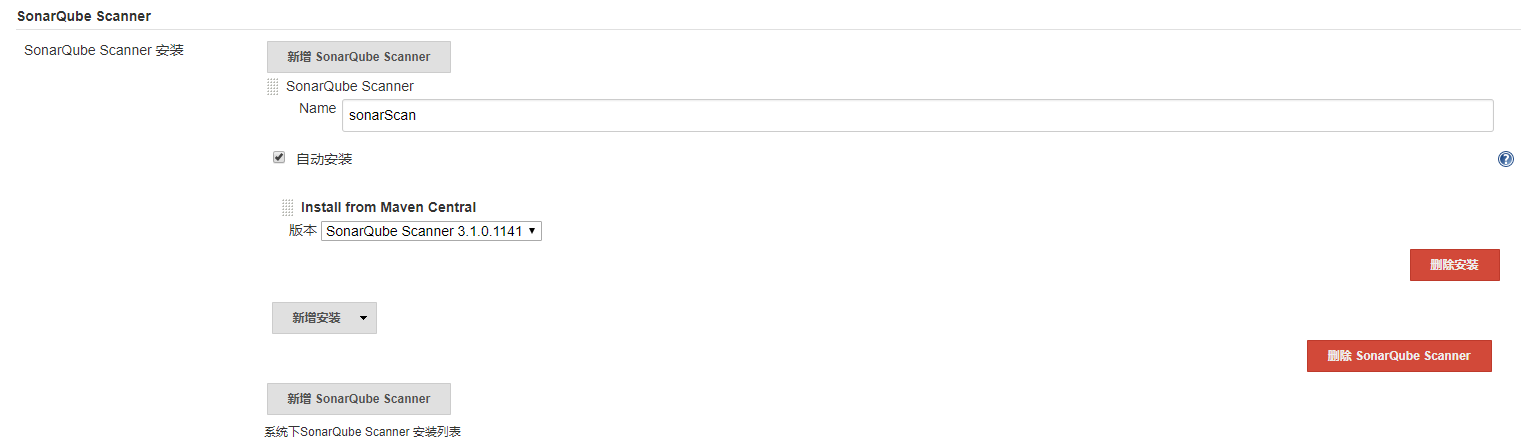 SonarQube Scanner
SonarQube Scanner 安装
新增 SonarQube Scanner
SonarQube Scanner
Name
sonarScan
自动安装
?
Install from Maven Central
版本
SonarQube Scanner 3.1.0.1141
删除安装
新增安装
删除 SonarQube Scanner
新增 SonarQube Scanner
系统下SonarQube Scanner 安装列表